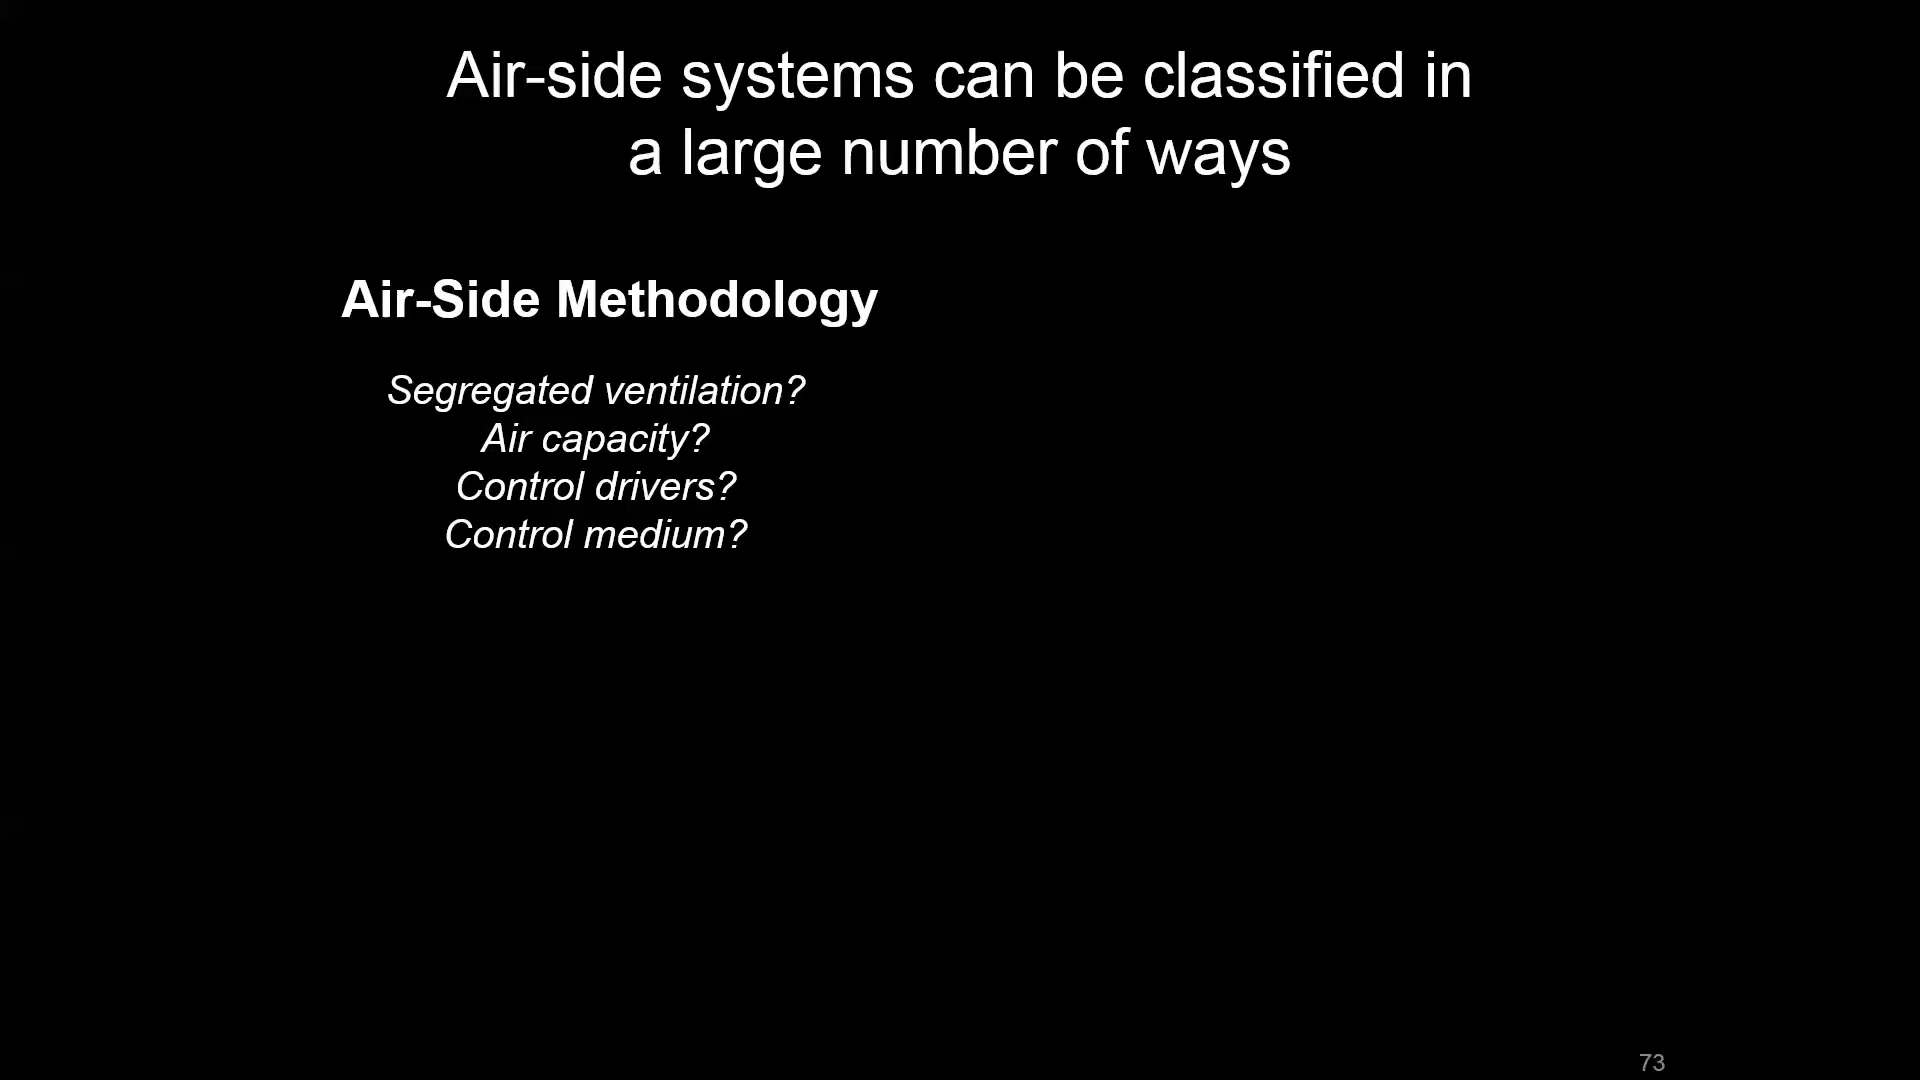 Air-side systems can be classified in
a large number of ways
Air-Side Methodology
Segregated ventilation?
Air capacity?
Control drivers?
Control medium?
73